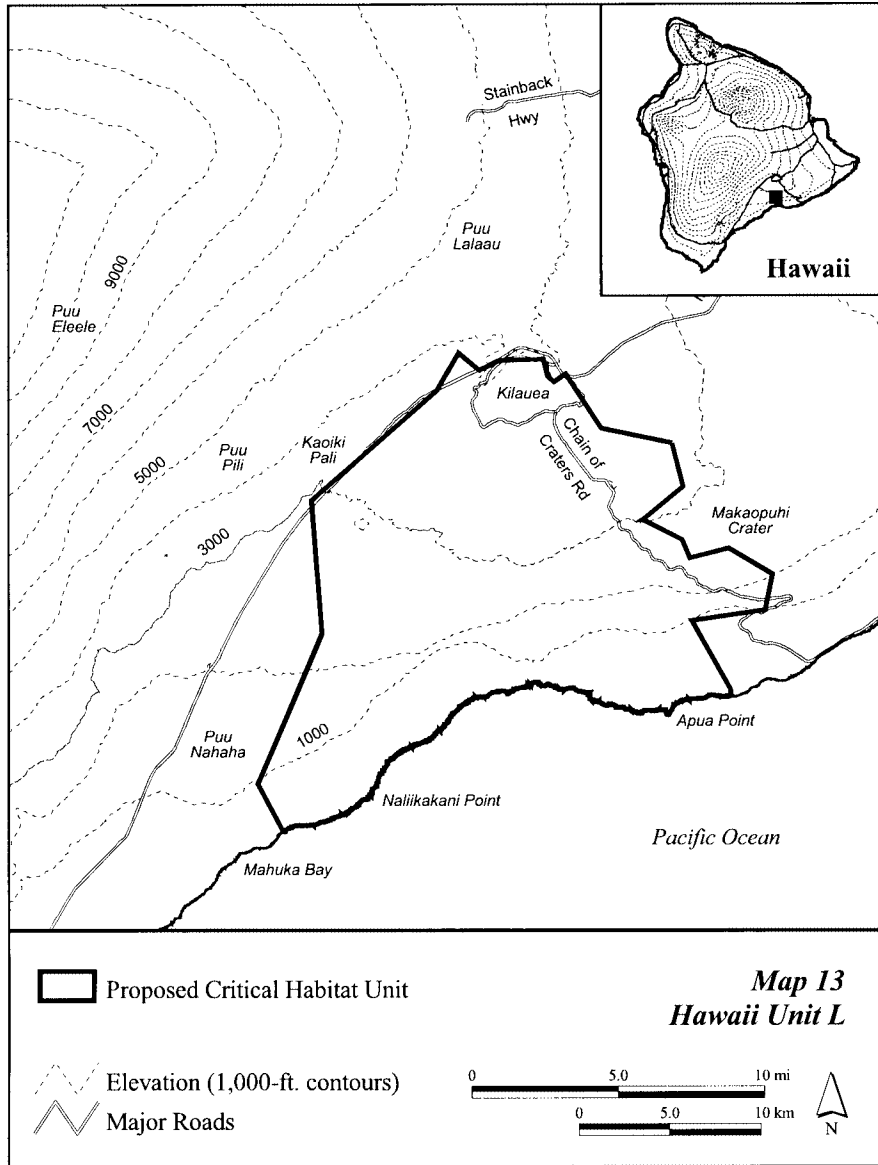 Stainback
Hwy
Hawaii
Puu
Lalaau
9000
Puu
Eleele
Kilauea
7000
Chain of
Craters Rd
Puu
Pili
Kaoiki
Pali
5000
Makaopuhi
Crater
3000
Puu
Nahaha
1000
Apua Point
Naliikakani Point
Pacific Ocean
Mahuka Bay
Proposed Critical Habitat Unit
Map 13
Hawaii Unit L
Elevation (1,000-ft. contours)
Major Roads
0 5.0 10 mi
0 5.0 10 km
N